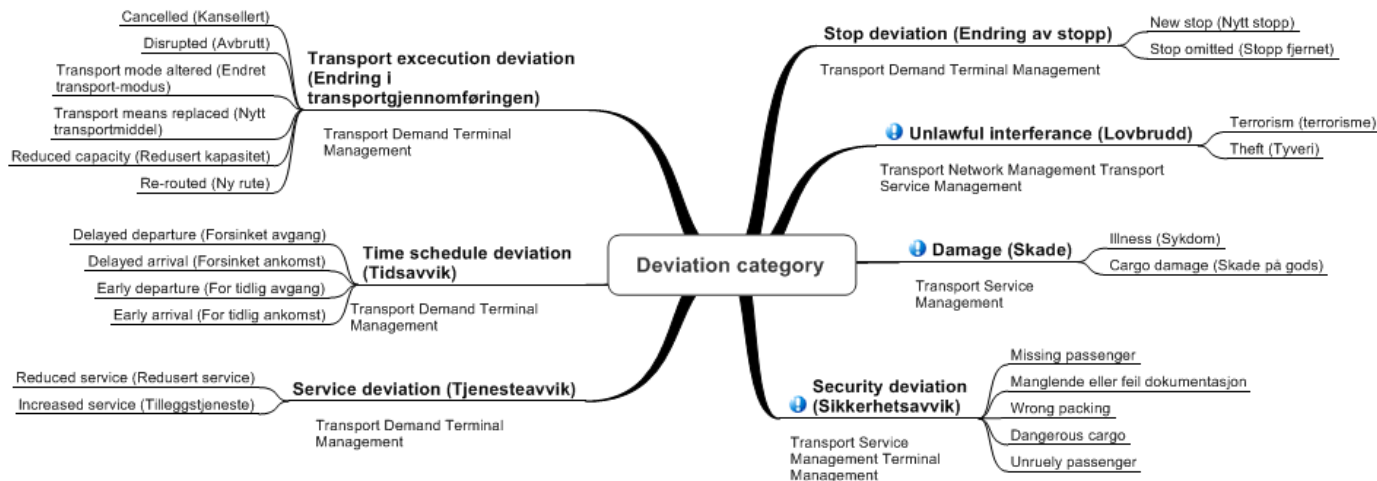 Deviation category
Cancelled (Kansellert)
Disrupted (Avbrutt)
Transport mode altered (Endret
transport-modus)
Transport means replaced (Nytt
transportmiddel)
Reduced capacity (Redusert kapasitet)
Re-routed (Ny rute)
Transport excecution deviation
(Endring i
transportgjennomføringen)
Transport Demand Terminal
Management
Delayed departure (Forsinket avgang)
Delayed arrival (Forsinket ankomst)
Early departure (For tidlig avgang)
Early arrival (For tidlig ankomst)
Time schedule deviation
(Tidsavvik)
Transport Demand Terminal
Management
Reduced service (Redusert service)
Increased service (Tilleggstjeneste)
Service deviation (Tjenesteavvik)
Transport Demand Terminal
Management
Stop deviation (Endring av stopp)
Transport Demand Terminal Management
New stop (Nytt stopp)
Stop omitted (Stopp fjernet)
Unlawful interferance (Lovbrudd)
Transport Network Management Transport
Service Management
Terrorism (terrorisme)
Theft (Tyveri)
Damage (Skade)
Transport Service
Management
Illness (Sykdom)
Cargo damage (Skade på gods)
Security deviation
(Sikkerhetsavvik)
Transport Service
Management Terminal
Management
Missing passenger
Manglende eller feil dokumentasjon
Wrong packing
Dangerous cargo
Unruely passenger